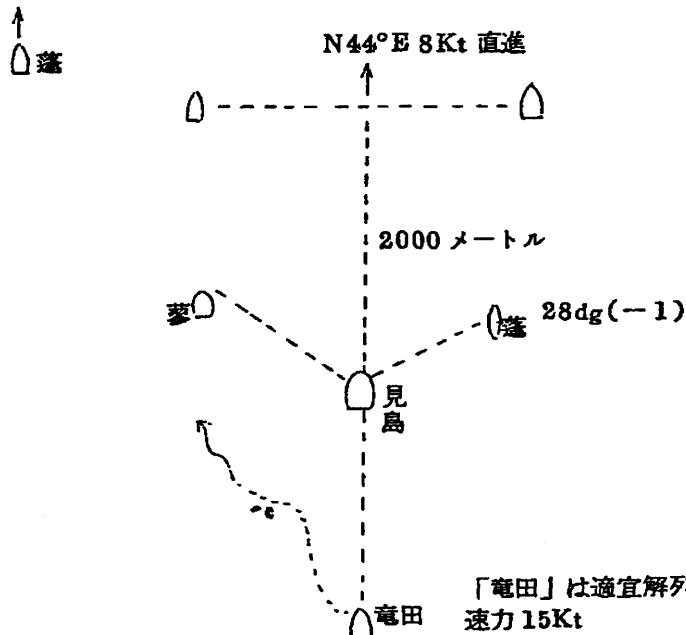 蓬
N44°E 8Kt 直進
2000 メートル
蓼
蓬
28dg(-1)
見島
「竜田」は適宜解列
竜田
速力 15Kt